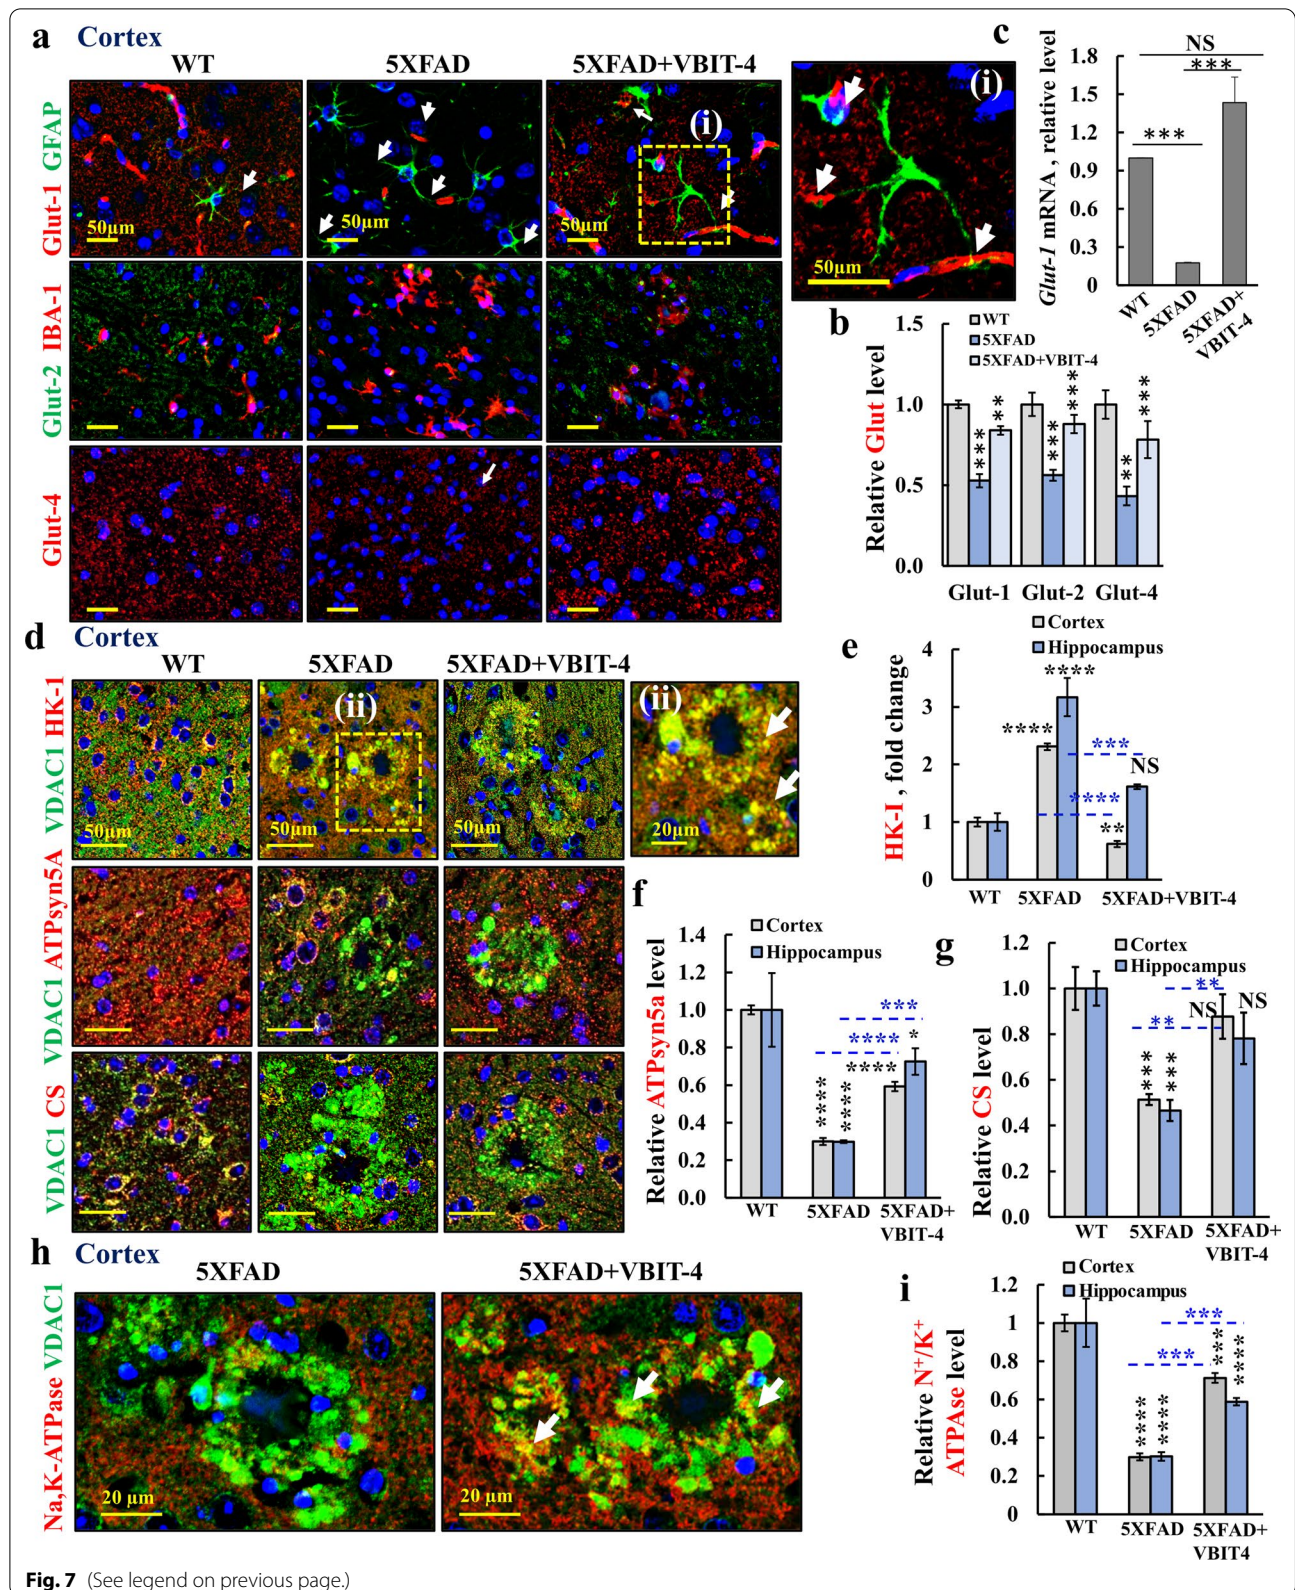 a Cortex
WT 5XFAD 5XFAD+VBIT-4
Glut-1 GFAP
50µm 50µm 50µm
(i)
(i)
50µm
Glut-2 IBA-1
Glut-4
c
NS
***
***
Glut-1 mRNA , relative level
1.8
1.5
1.2
0.9
0.6
0.3
0
WT 5XFAD 5XFAD+
VBIT-4
b
WT
5XFAD
5XFAD+VBIT-4
Relative Glut level
1.5
1.0
0.5
0.0
*** ** *** *** ** ***
Glut-1 Glut-2 Glut-4
d Cortex
WT 5XFAD 5XFAD+VBIT-4
VDAC1 HK-1
(ii)
(ii)
50µm 50µm 50µm 20µm
VDAC1 ATPsyn5A
VDAC1 CS
e
Cortex
Hippocampus
HK-I , fold change
4
3
2
1
0
**** **** *** NS
**** **
WT 5XFAD 5XFAD+VBIT-4
f
Cortex
Hippocampus
Relative ATPsyn5a level
1.4
1.2
1.0
0.8
0.6
0.4
0.2
0.0
***
**** *
****
**** ****
WT 5XFAD 5XFAD+
VBIT-4
g
Cortex
Hippocampus
Relative CS level
1.2
1.0
0.8
0.6
0.4
0.2
0.0
**
NS NS
**
*** ***
WT 5XFAD 5XFAD+
VBIT-4
h Cortex
5XFAD 5XFAD+VBIT-4
Na,K-ATPase VDAC1
20 µm 20 µm
i
Cortex
Hippocampus
Relative N⁺/K⁺
ATPAse level
1.2
1
0.8
0.6
0.4
0.2
0
***
*** *** ****
**** ****
WT 5XFAD 5XFAD+
VBIT4
Fig. 7 (See legend on previous page.)